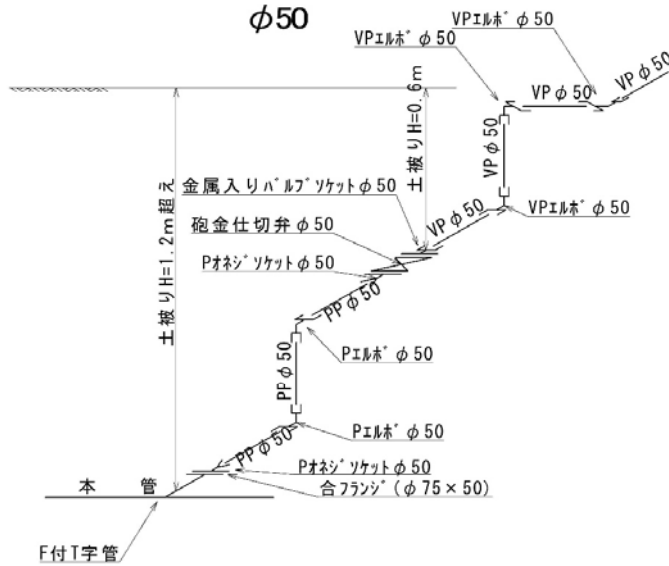 φ50
VPエルボφ50
VPエルボφ50
VPφ50
VPφ50
VPφ50
土被りH=0.6m
土被りH=1.2m超え
金属入りバルブソケットφ50
VPφ50
VPエルボφ50
砲金仕切弁φ50
Pオネジソケットφ50
PPφ50
PPφ50
Pエルボφ50
Pエルボφ50
PPφ50
Pオネジソケットφ50
本 管
合フランジ(φ75×50)
F付T字管